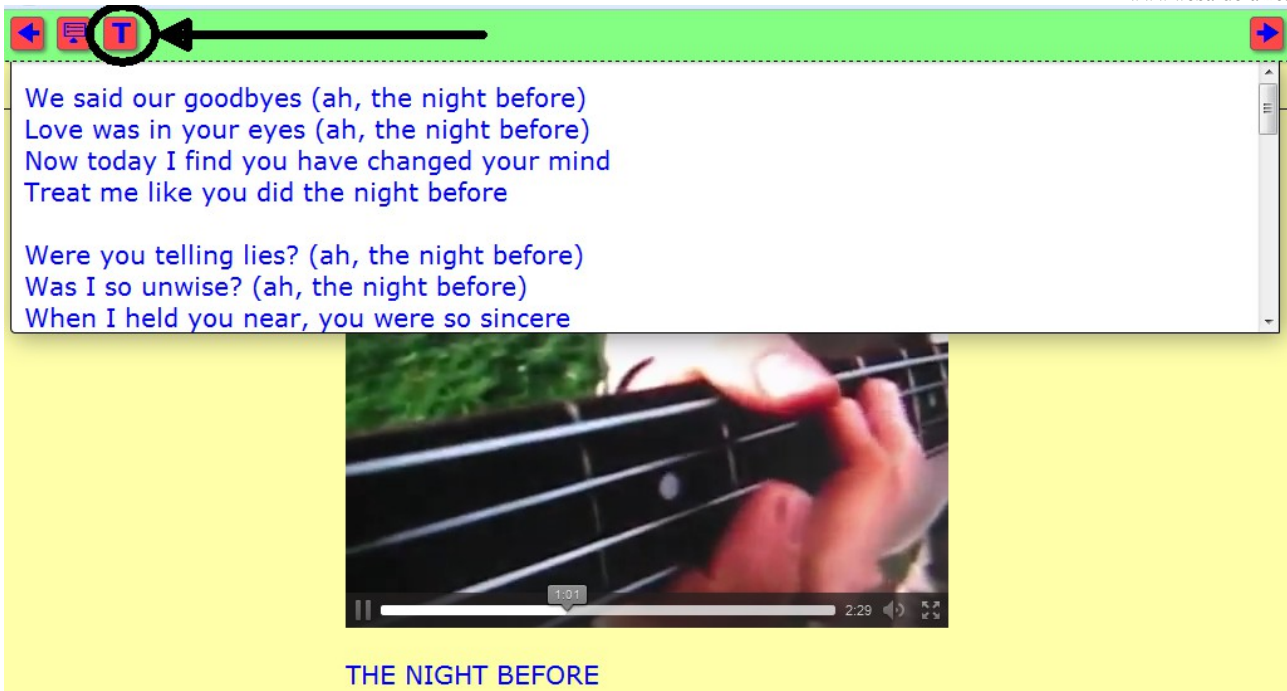 T
We said our goodbyes (ah, the night before)
Love was in your eyes (ah, the night before)
Now today I find you have changed your mind
Treat me like you did the night before
Were you telling lies? (ah, the night before)
Was I so unwise? (ah, the night before)
When I held you near, you were so sincere
1:01
2:29
THE NIGHT BEFORE